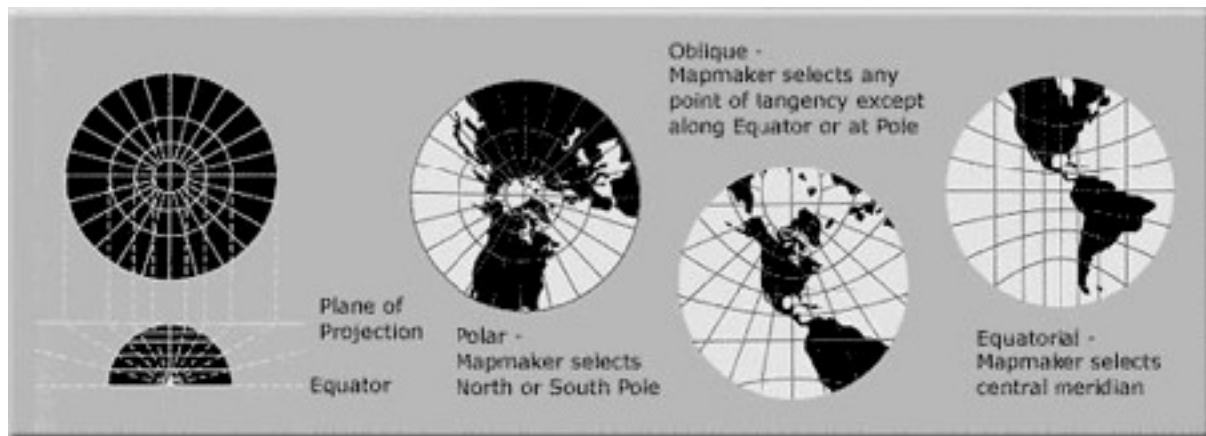 Plane of
Projection
Equator
Polar -
Mapmaker selects
North or South Pole
Oblique -
Mapmaker selects any
point of langency except
along Equator or at Pole
Equatorial -
Mapmaker selects
central meridian